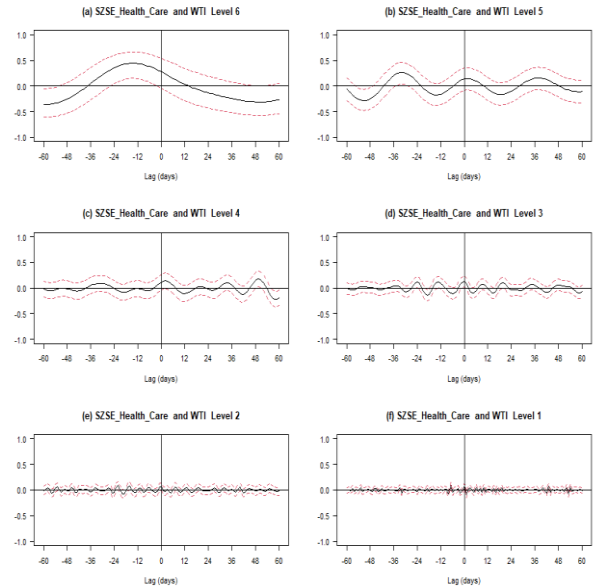 (a) SZSE_Health_Care and WTI Level 6
1.0
0.5
0.0
-0.5
-1.0
-60 -48 -36 -24 -12 0 12 24 36 48 60
Lag (days)
(b) SZSE_Health_Care and WTI Level 5
1.0
0.5
0.0
-0.5
-1.0
-60 -48 -36 -24 -12 0 12 24 36 48 60
Lag (days)
(c) SZSE_Health_Care and WTI Level 4
1.0
0.5
0.0
-0.5
-1.0
-60 -48 -36 -24 -12 0 12 24 36 48 60
Lag (days)
(d) SZSE_Health_Care and WTI Level 3
1.0
0.5
0.0
-0.5
-1.0
-60 -48 -36 -24 -12 0 12 24 36 48 60
Lag (days)
(e) SZSE_Health_Care and WTI Level 2
1.0
0.5
0.0
-0.5
-1.0
-60 -48 -36 -24 -12 0 12 24 36 48 60
Lag (days)
(f) SZSE_Health_Care and WTI Level 1
1.0
0.5
0.0
-0.5
-1.0
-60 -48 -36 -24 -12 0 12 24 36 48 60
Lag (days)